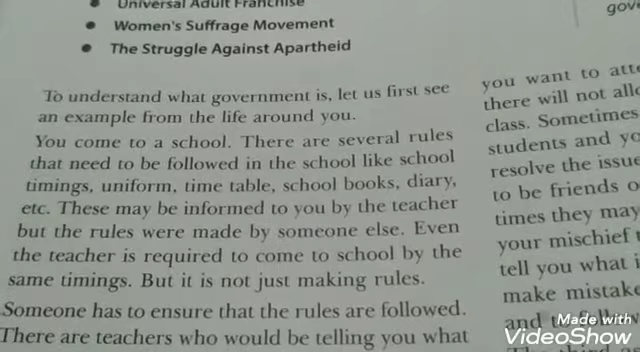 Universal Adult Franchise
Women's Suffrage Movement
The Struggle Against Apartheid
To understand what government is, let us first see
an example from the life around you.
You come to a school. There are several rules
that need to be followed in the school like school
timings, uniform, time table, school books, diary,
etc. These may be informed to you by the teacher
but the rules were made by someone else. Even
the teacher is required to come to school by the
same timings. But it is not just making rules.
Someone has to ensure that the rules are followed.
There are teachers who would be telling you what
you want to
there will not
class. Sometimes
students and
resolve the issue
to be friends
times they may
your mischief
tell you what
make
and to
Made with
VideoShow